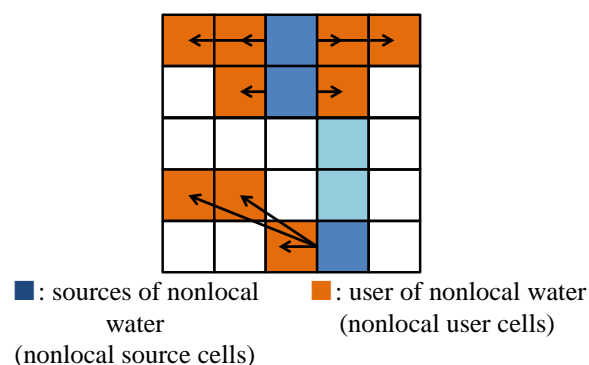 : sources of nonlocal
water
(nonlocal source cells)
: user of nonlocal water
(nonlocal user cells)